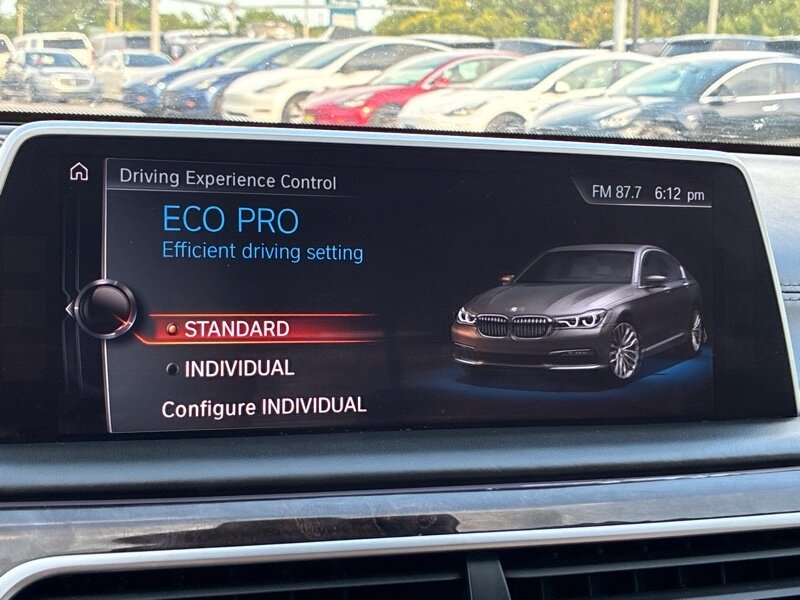 Driving Experience Control
FM 87.7 6:12 pm
ECO PRO
Efficient driving setting
STANDARD
INDIVIDUAL
Configure INDIVIDUAL